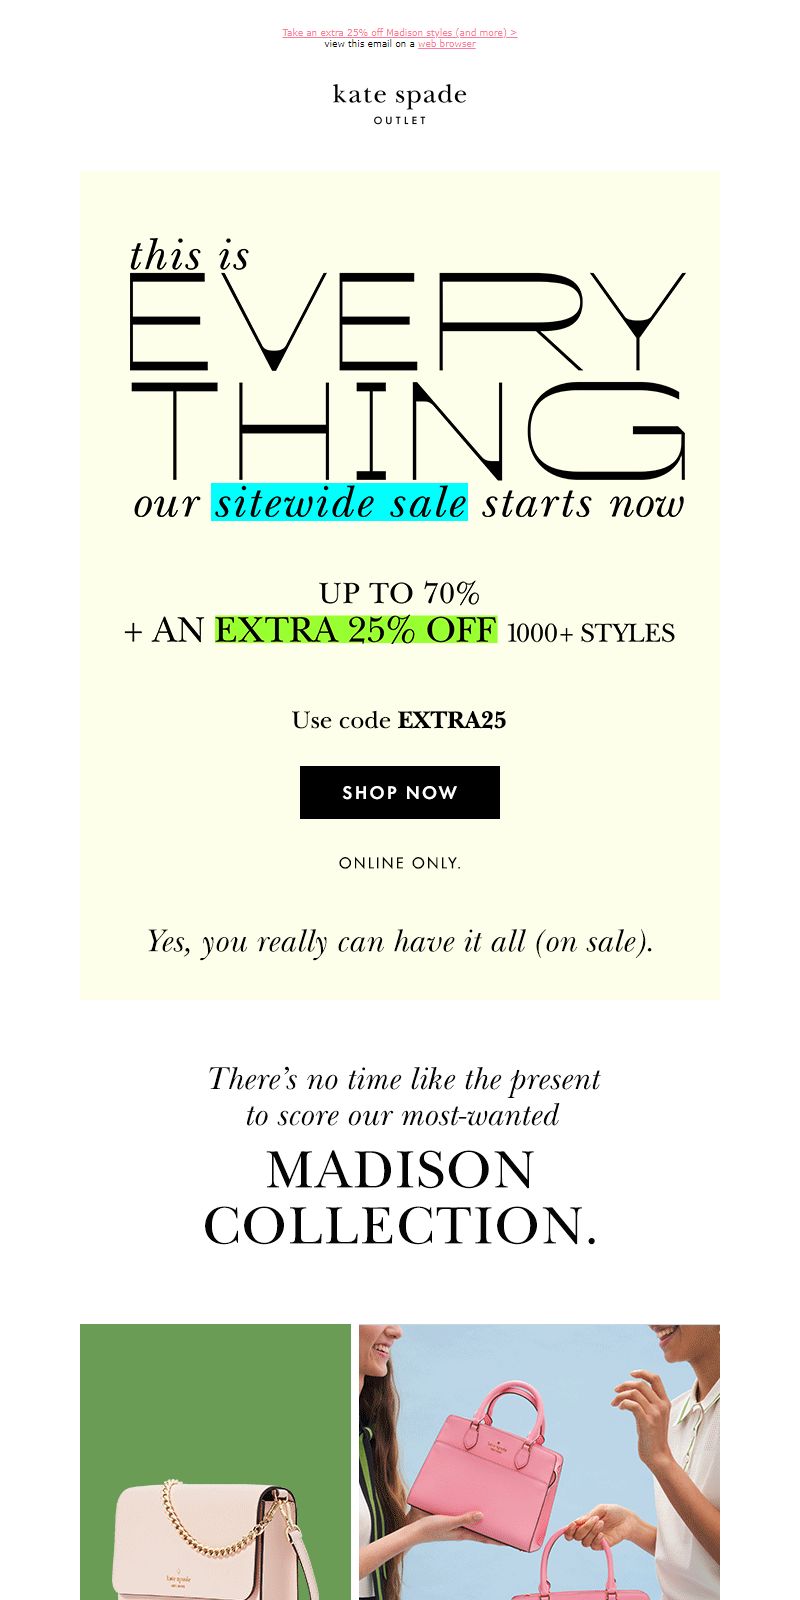 Take an extra 25% off Madison styles (and more) >
view this email on a web browser
kate spade
OUTLET
this is
EVERY
THING
our sitewide sale starts now
UP TO 70%
+ AN EXTRA 25% OFF 1000+ STYLES
Use code EXTRA25
SHOP NOW
ONLINE ONLY.
Yes, you really can have it all (on sale).
There's no time like the present
to score our most-wanted
MADISON
COLLECTION.
kate spade
kate spade